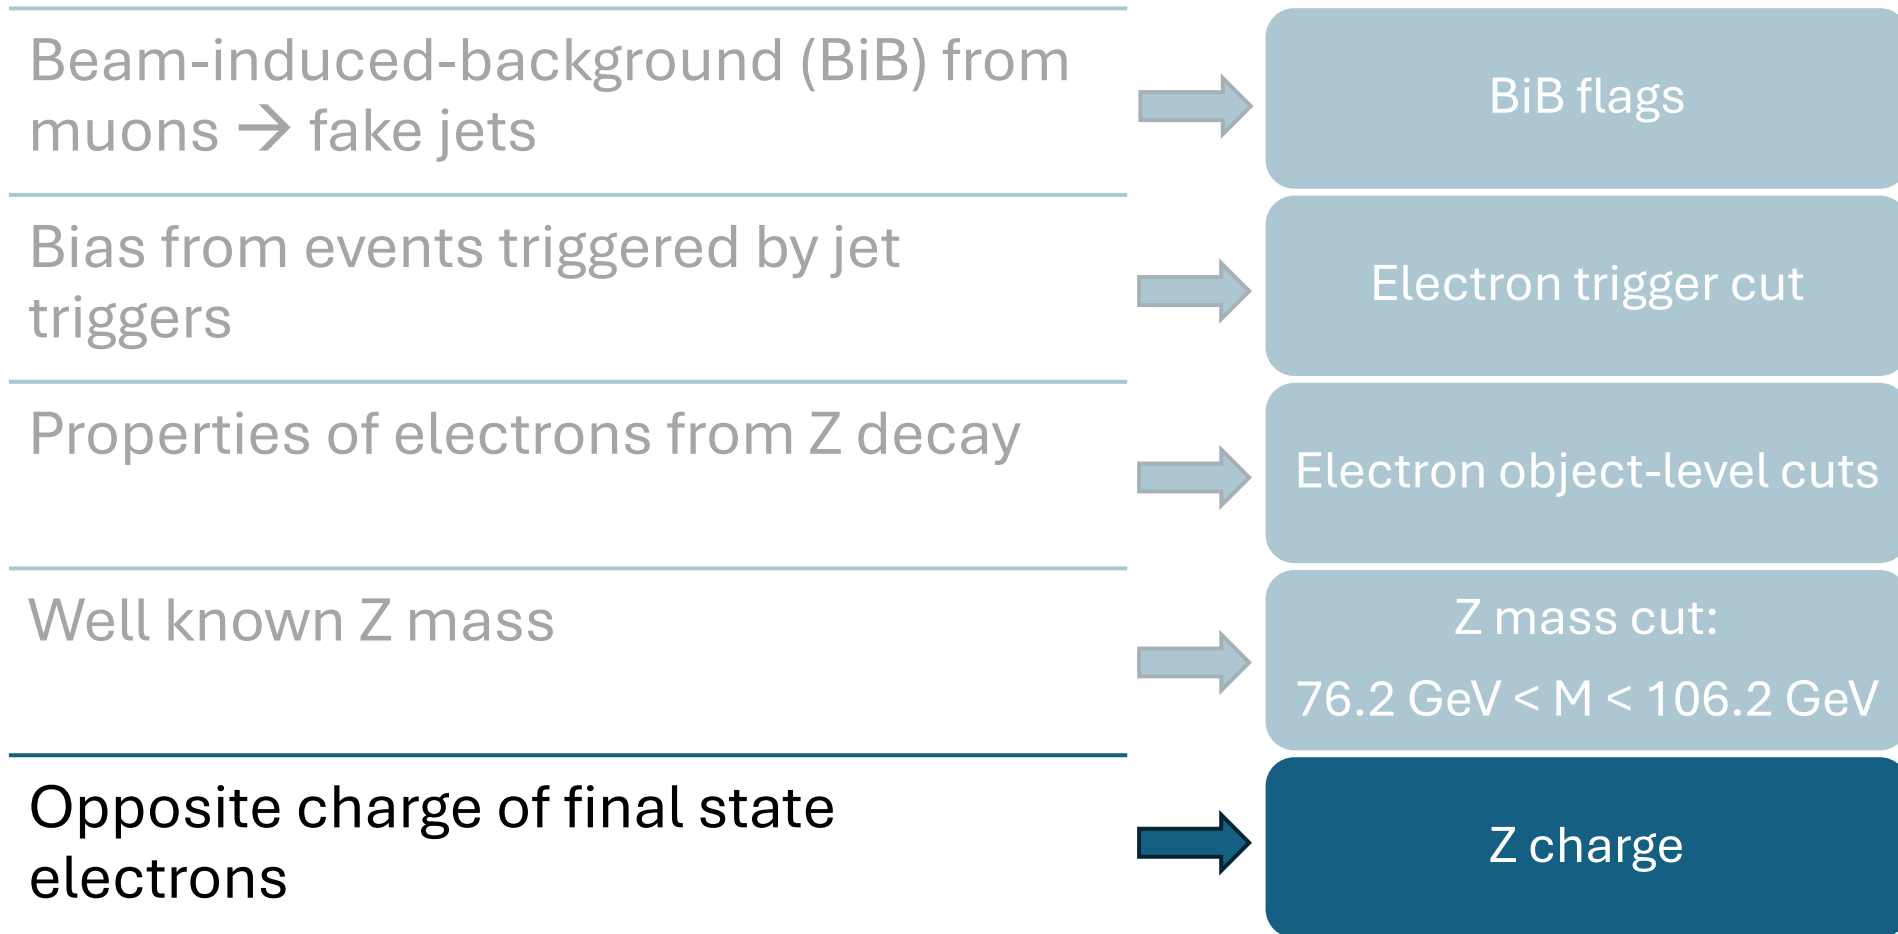 Beam-induced-background (BiB) from
muons → fake jets
BiB flags
Bias from events triggered by jet
triggers
Electron trigger cut
Properties of electrons from Z decay
Electron object-level cuts
Well known Z mass
Z mass cut:
76.2 GeV < M < 106.2 GeV
Opposite charge of final state
electrons
Z charge